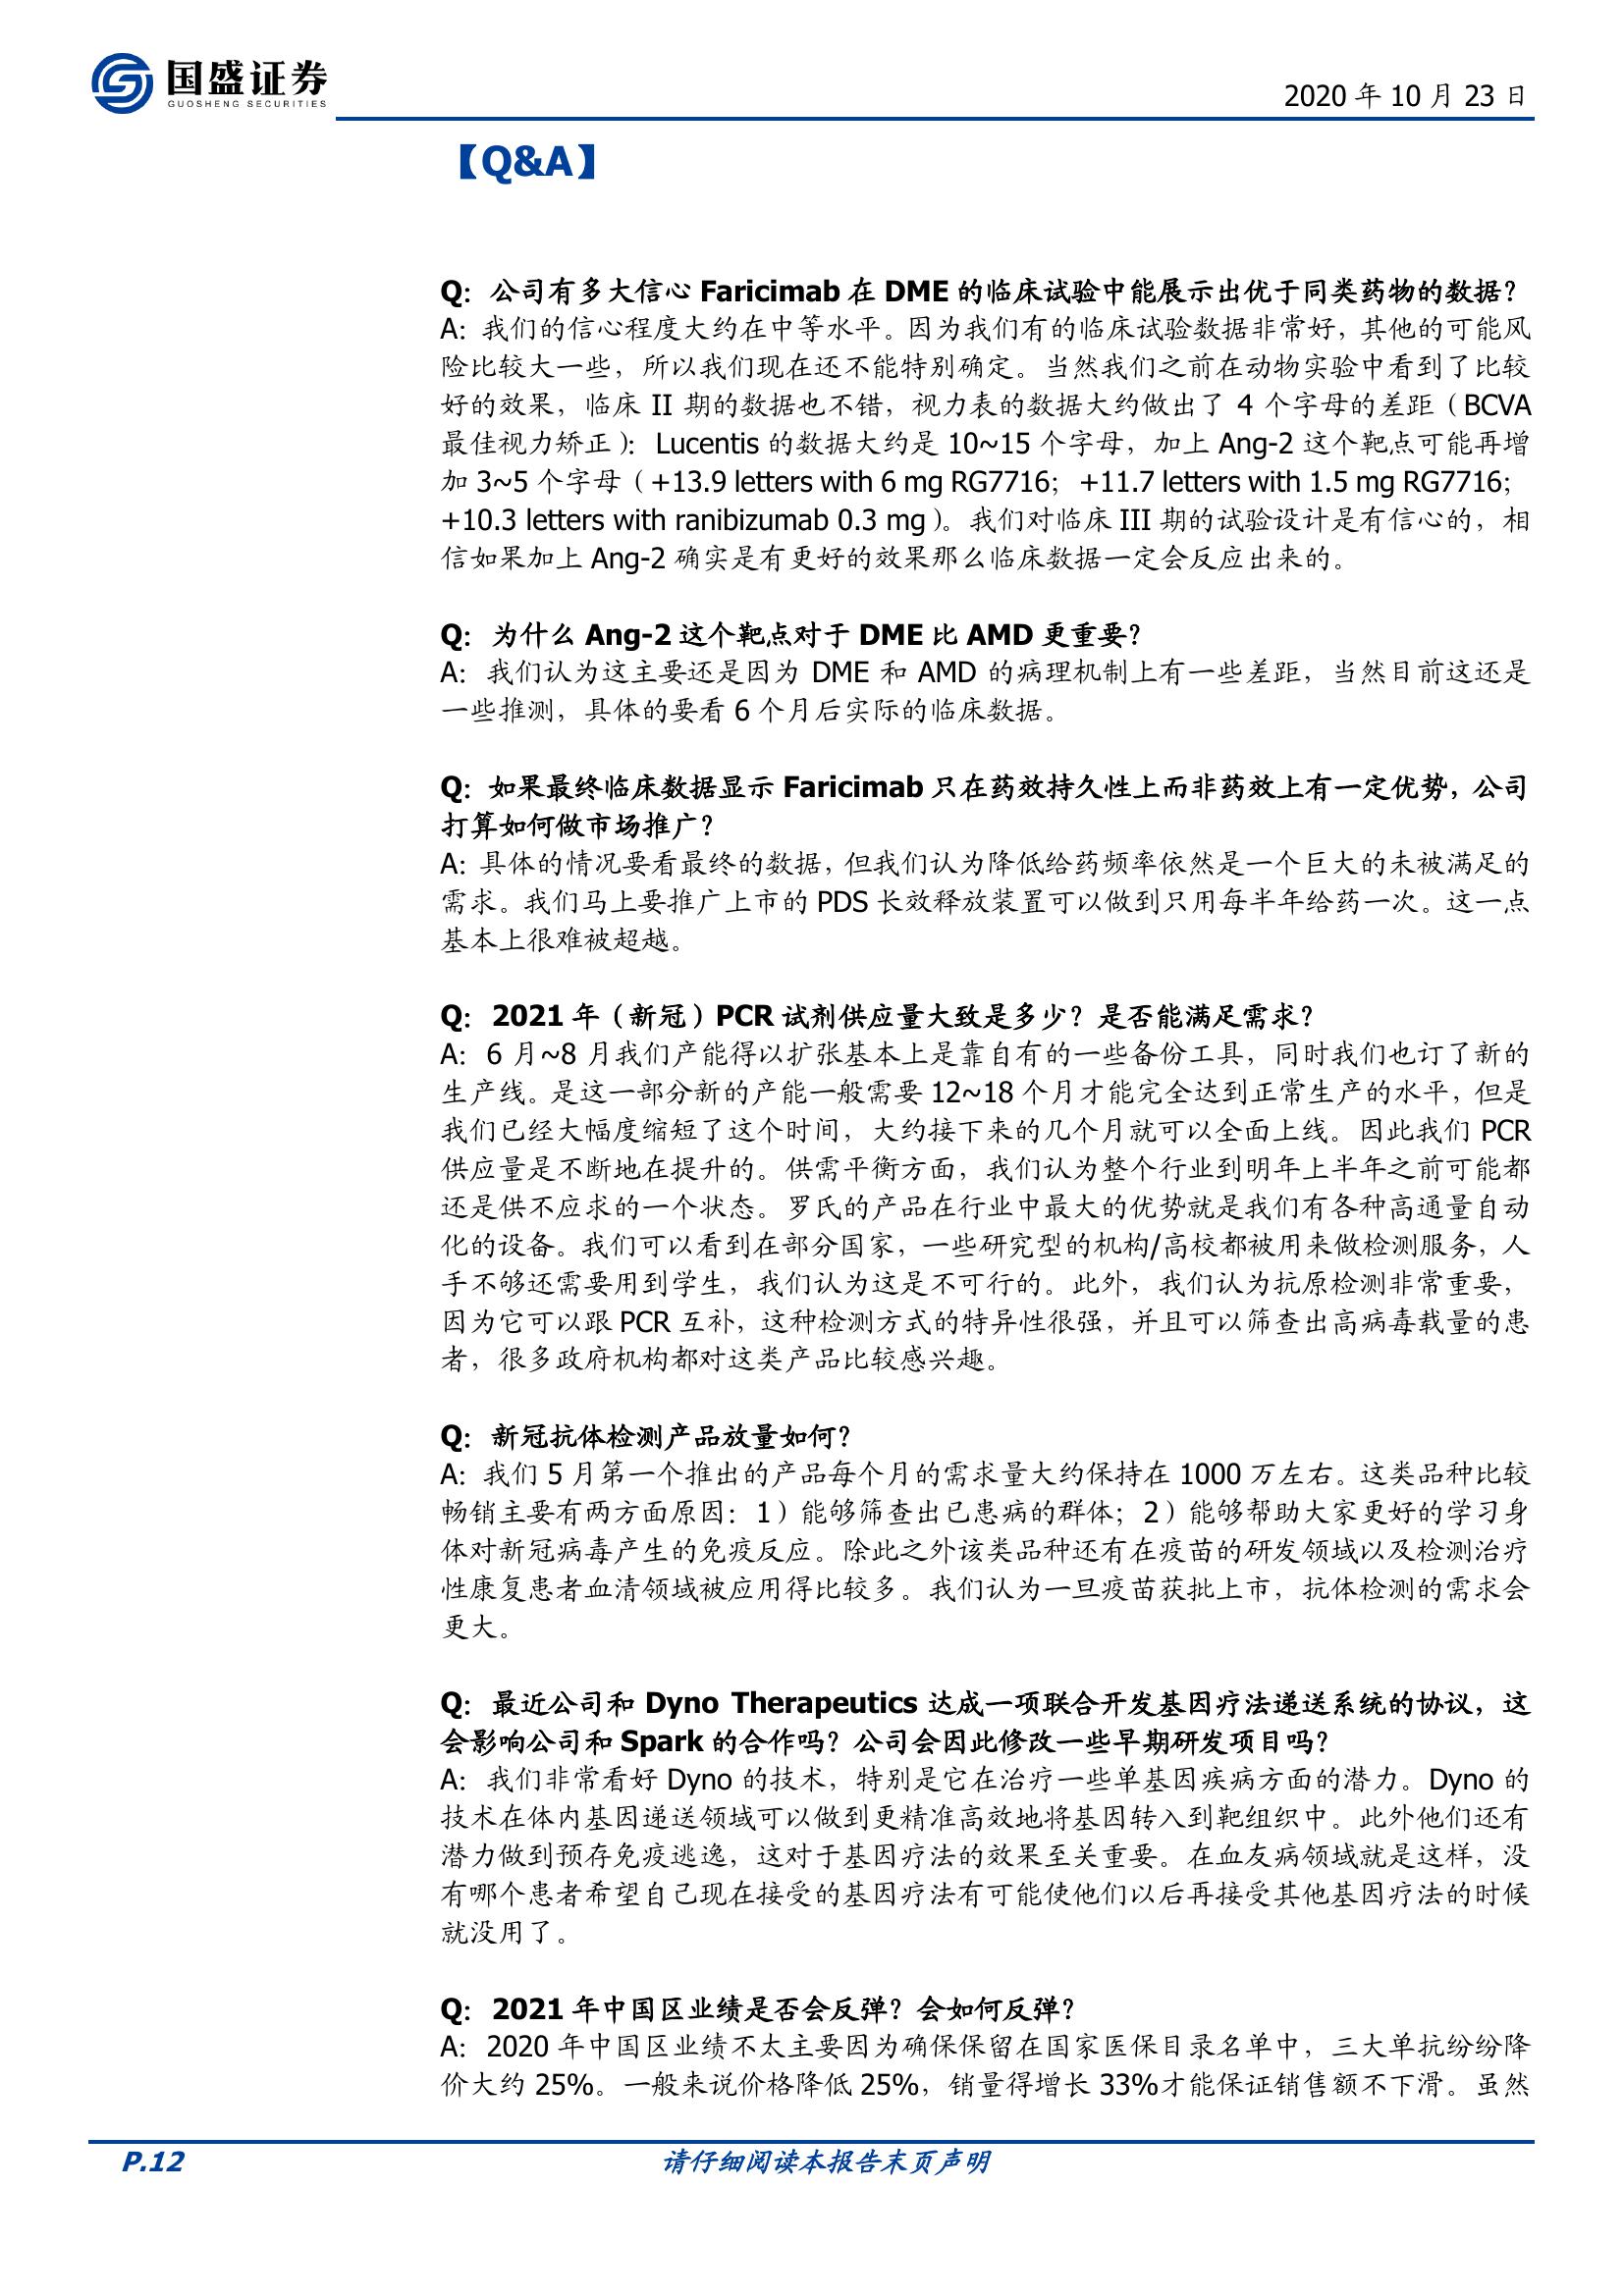 国盛证券
GUOSHENG SECURITIES
2020 年 10 月 23 日
【Q&A】
Q：公司有多大信心 Faricimab 在 DME 的临床试验中能展示出优于同类药物的数据？
A：我们的信心程度大约在中等水平。因为我们有的临床试验数据非常好，其他的可能风
险比较大一些，所以我们现在还不能特别确定。当然我们之前在动物实验中看到了比较
好的效果，临床 II 期的数据也不错，视力表的数据大约做出了 4 个字母的差距（BCVA
最佳视力矫正）：Lucentis 的数据大约是 10~15 个字母，加上 Ang-2 这个靶点可能再增
加 3~5 个字母（+13.9 letters with 6 mg RG7716；+11.7 letters with 1.5 mg RG7716；
+10.3 letters with ranibizumab 0.3 mg）。我们对临床 III 期的试验设计是有信心的，相
信如果加上 Ang-2 确实是有更好的效果那么临床数据一定会反应出来的。
Q：为什么 Ang-2 这个靶点对于 DME 比 AMD 更重要？
A：我们认为这主要还是因为 DME 和 AMD 的病理机制上有一些差距，当然目前这还是
一些推测，具体的要看 6 个月后实际的临床数据。
Q：如果最终临床数据显示 Faricimab 只在药效持久性上而非药效上有一定优势，公司
打算如何做市场推广？
A：具体的情况要看最终的数据，但我们认为降低给药频率依然是一个巨大的未被满足的
需求。我们马上要推广上市的 PDS 长效释放装置可以做到只用每半年给药一次。这一点
基本上很难被超越。
Q：2021 年（新冠）PCR 试剂供应量大致是多少？是否能满足需求？
A：6 月~8 月我们产能得以扩张基本上是靠自有的一些备份工具，同时我们也订了新的
生产线。是这一部分新的产能一般需要 12~18 个月才能完全达到正常生产的水平，但是
我们已经大幅度缩短了这个时间，大约接下来的几个月就可以全面上线。因此我们 PCR
供应量是不断地在提升的。供需平衡方面，我们认为整个行业到明年上半年之前可能都
还是供不应求的一个状态。罗氏的产品在行业中最大的优势就是我们有各种高通量自动
化的设备。我们可以看到在部分国家，一些研究型的机构/高校都被用来做检测服务，人
手不够还需要用到学生，我们认为这是不可行的。此外，我们认为抗原检测非常重要，
因为它可以跟 PCR 互补，这种检测方式的特异性很强，并且可以筛查出高病毒载量的患
者，很多政府机构都对这类产品比较感兴趣。
Q：新冠抗体检测产品放量如何？
A：我们 5 月第一个推出的产品每个月的需求量大约保持在 1000 万左右。这类品种比较
畅销主要有两方面原因：1）能够筛查出已患病的群体；2）能够帮助大家更好的学习身
体对新冠病毒产生的免疫反应。除此之外该类品种还有在疫苗的研发领域以及检测治疗
性康复患者血清领域被应用得比较多。我们认为一旦疫苗获批上市，抗体检测的需求会
更大。
Q：最近公司和 Dyno Therapeutics 达成一项联合开发基因疗法递送系统的协议，这
会影响公司和 Spark 的合作吗？公司会因此修改一些早期研发项目吗？
A：我们非常看好 Dyno 的技术，特别是它在治疗一些单基因疾病方面的潜力。Dyno 的
技术在体内基因递送领域可以做到更精准高效地将基因转入到靶组织中。此外他们还有
潜力做到预存免疫逃逸，这对于基因疗法的效果至关重要。在血友病领域就是这样，没
有哪个患者希望自己现在接受的基因疗法有可能使他们以后再接受其他基因疗法的时候
就没用了。
Q：2021 年中国区业绩是否会反弹？会如何反弹？
A：2020 年中国区业绩不太主要因为确保保留在国家医保目录名单中，三大单抗纷纷降
价大约 25%。一般来说价格降低 25%，销量得增长 33%才能保证销售额不下滑。虽然
P.12
请仔细阅读本报告末页声明